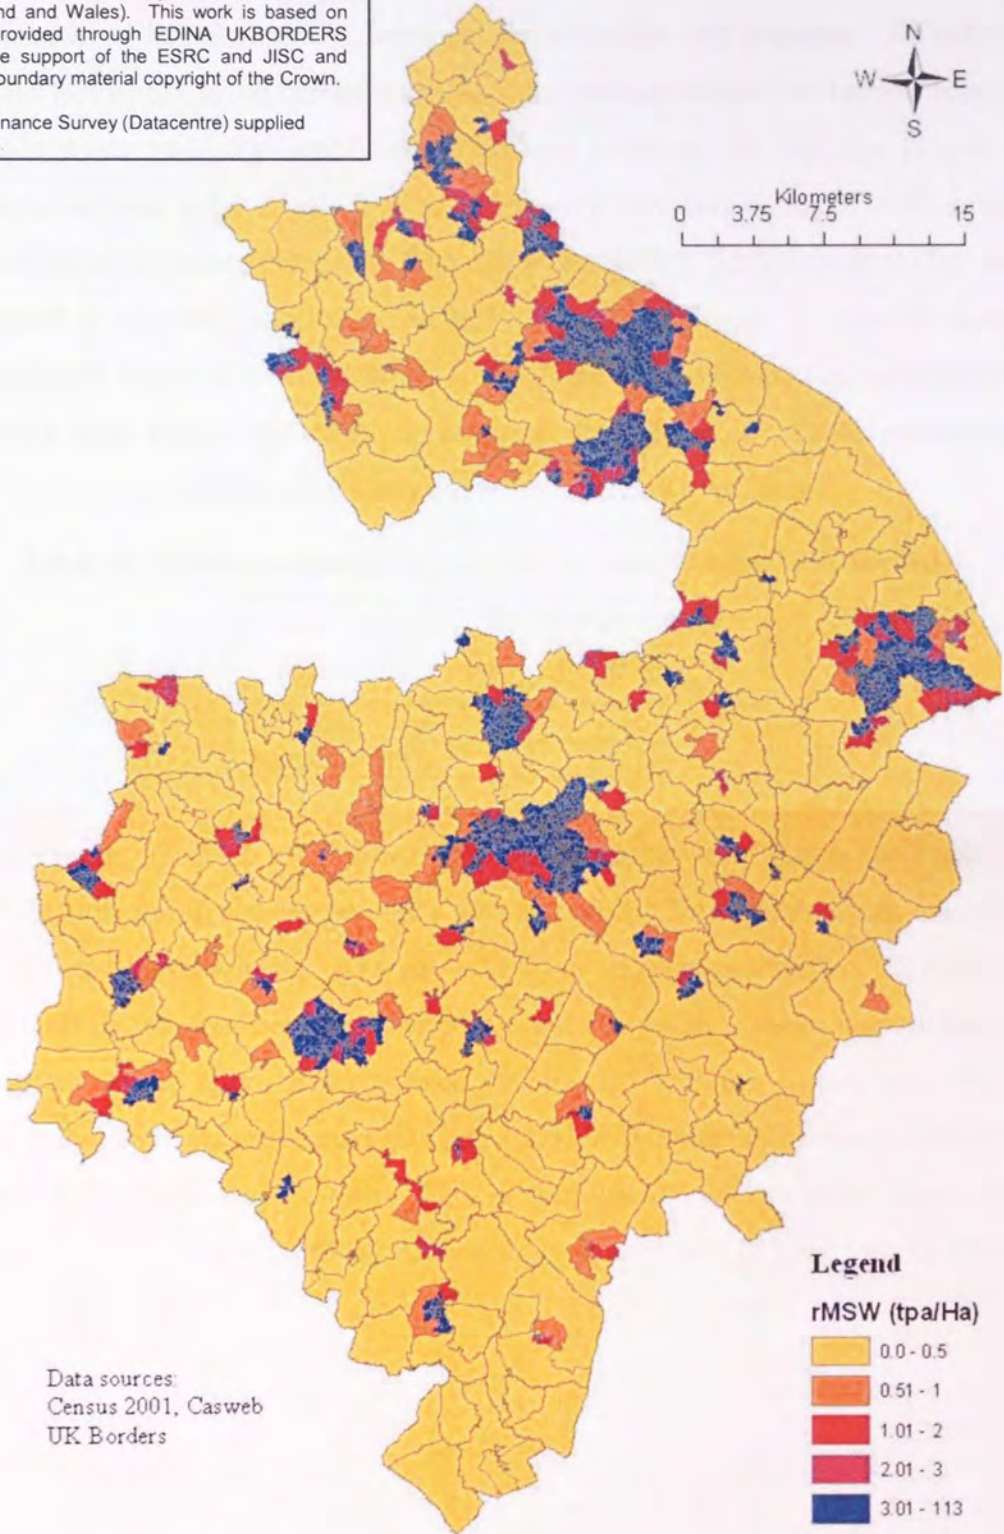 nd and Wales). This work is based on
rovided through EDINA UKBORDERS
e support of the ESRC and JISC and
oundary material copyright of the Crown.
nance Survey (Datacentre) supplied
N
W E
S
Kilometers
0 3.75 7.5 15
Legend
rMSW (tpa/Ha)
0.0 - 0.5
0.51 - 1
1.01 - 2
2.01 - 3
3.01 - 113
Data sources:
Census 2001, Casweb
UK Borders